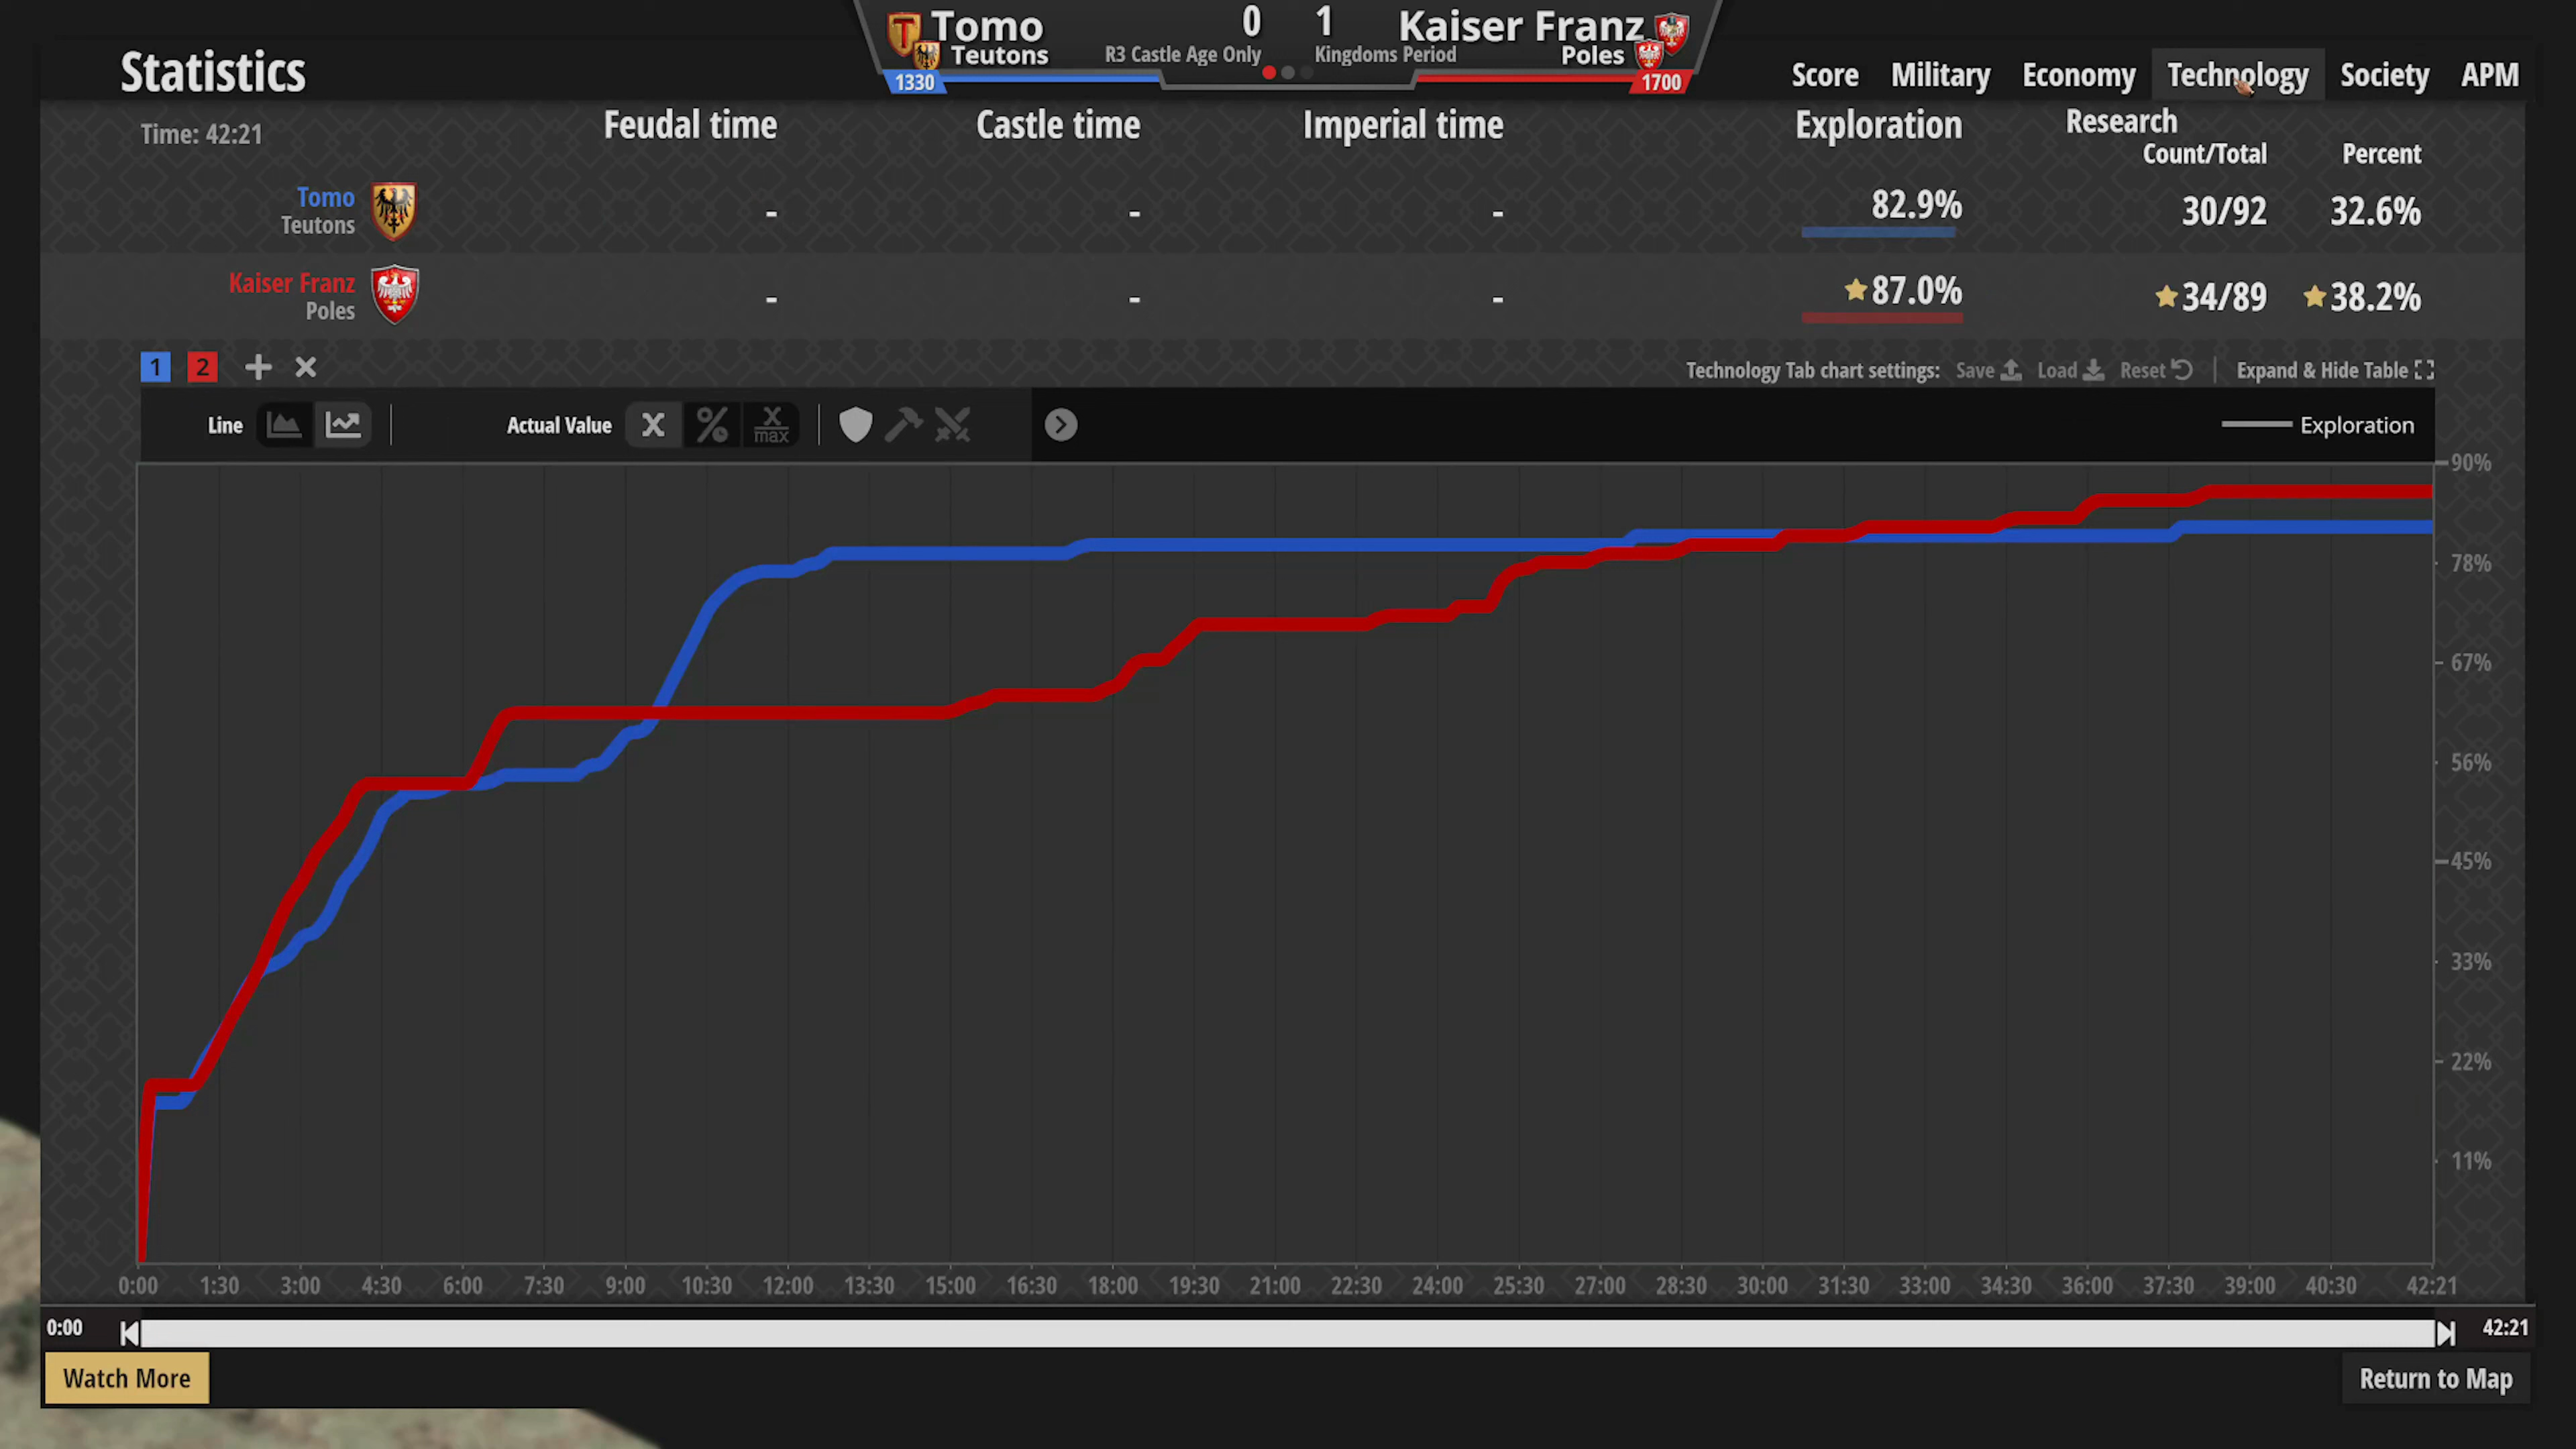 Tomo 0 1 Kaiser Franz
Teutons R3 Castle Age Only Kingdoms Period Poles
1330 1700
Statistics
Score Military Economy Technology Society APM
Time: 42:21 Feudal time Castle time Imperial time Exploration Research
Count/Total Percent
Tomo
Teutons
- - - 82.9% 30/92 32.6%
Kaiser Franz
Poles
- - - 87.0% 34/89 38.2%
1 2 Technology Tab chart settings: Save Load Reset Expand & Hide Table
Line Actual Value X % X max Exploration
90%
78%
67%
56%
45%
33%
22%
11%
0:00 1:30 3:00 4:30 6:00 7:30 9:00 10:30 12:00 13:30 15:00 16:30 18:00 19:30 21:00 22:30 24:00 25:30 27:00 28:30 30:00 31:30 33:00 34:30 36:00 37:30 39:00 40:30 42:21
0:00 42:21
Watch More Return to Map